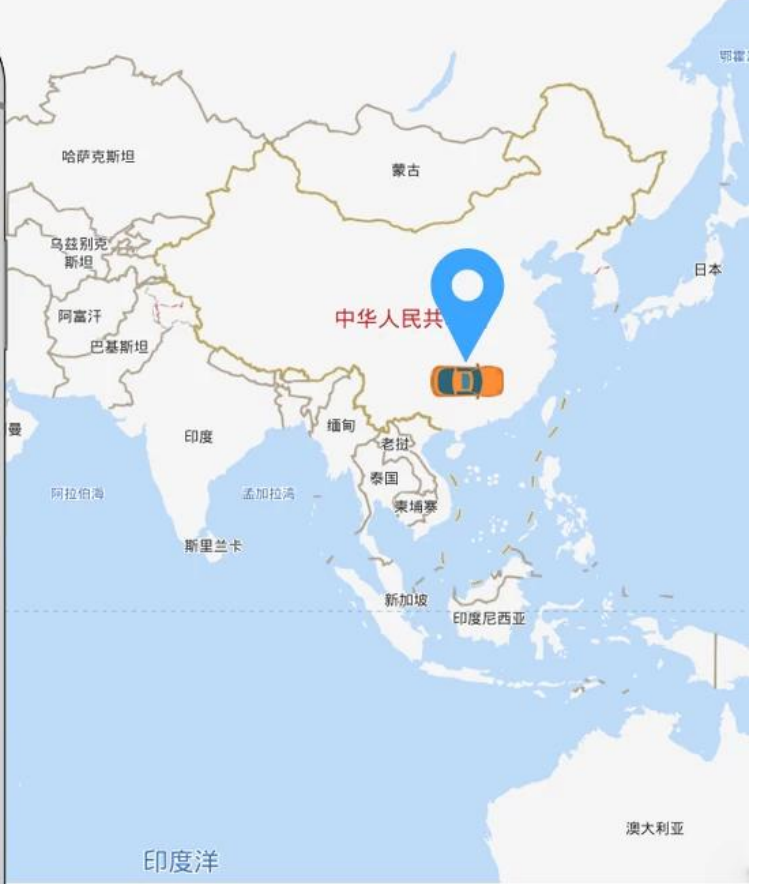 鄂霍
哈萨克斯坦
蒙古
乌兹别克
斯坦
日本
阿富汗
中华人民共
巴基斯坦
缅甸
曼
印度
老挝
泰国
阿拉伯海
孟加拉湾
柬埔寨
斯里兰卡
新加坡
印度尼西亚
澳大利亚
印度洋